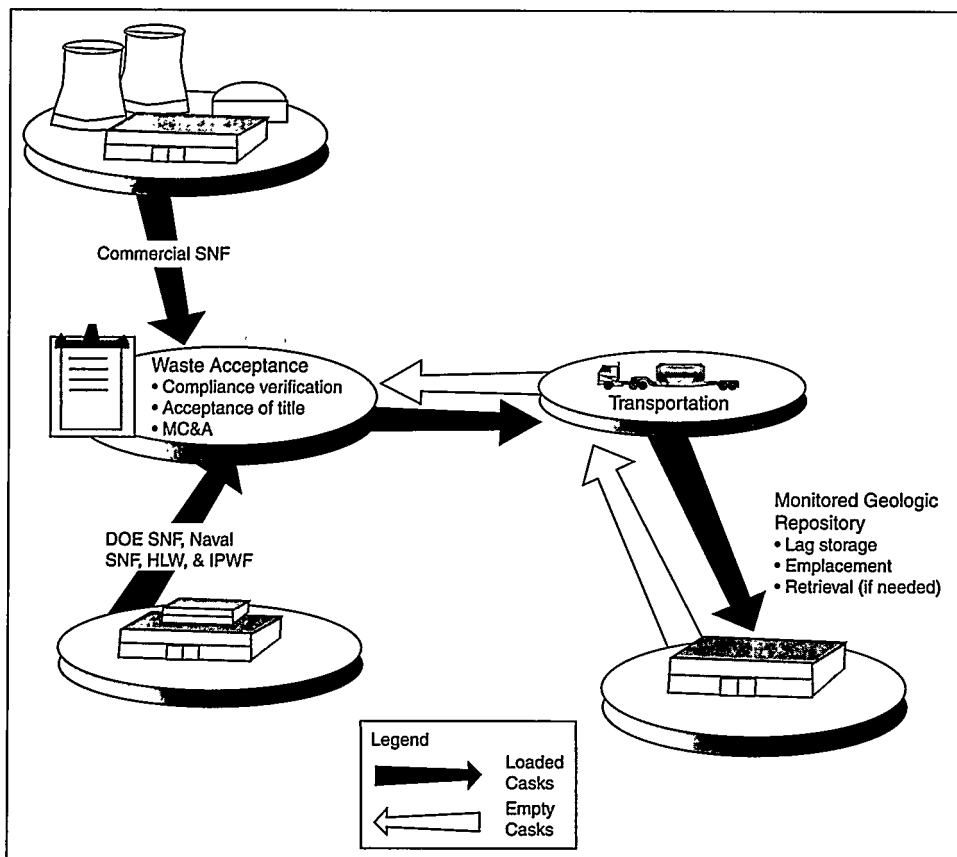 Commercial SNF
Waste Acceptance
• Compliance verification
• Acceptance of title
• MC&A
Transportation
DOE SNF, Naval
SNF, HLW, & IPWF
Monitored Geologic
Repository
• Lag storage
• Emplacement
• Retrieval (if needed)
Legend
Loaded
Casks
Empty
Casks